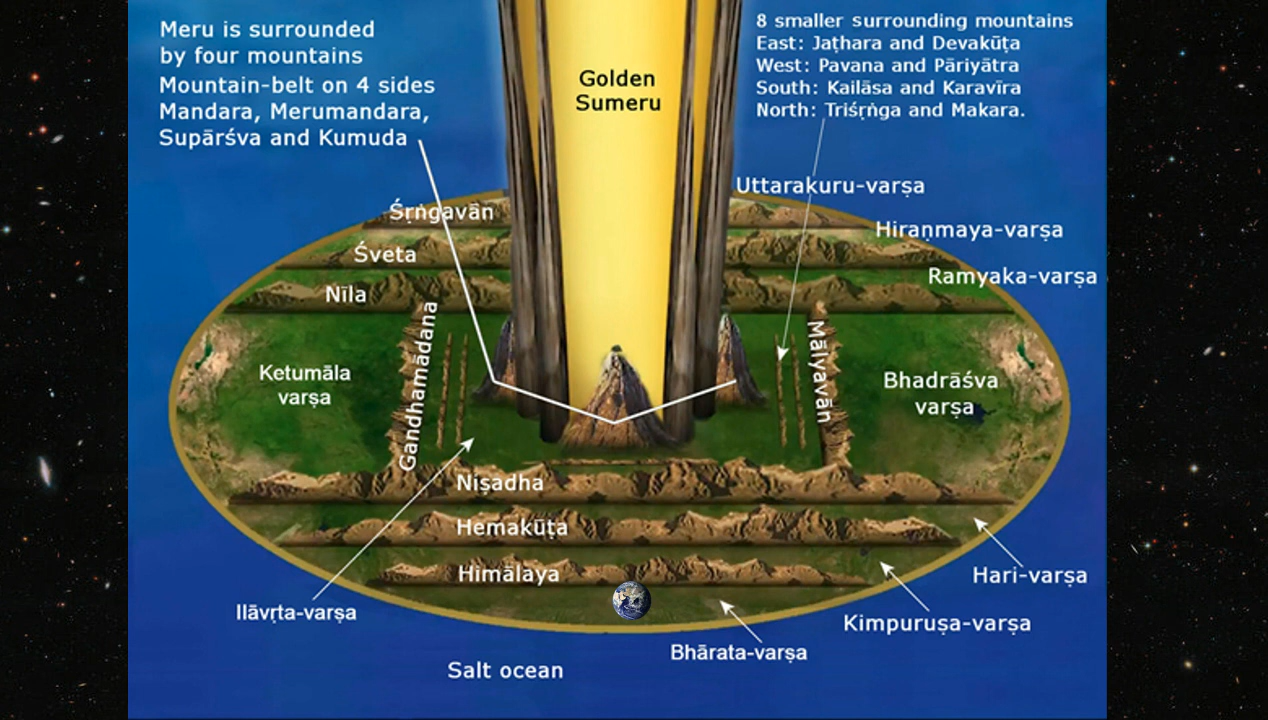 Meru is surrounded
by four mountains
Mountain-belt on 4 sides
Mandara, Merumandara,
Supārśva and Kumuda
Golden
Sumeru
8 smaller surrounding mountains
East: Jaṭhara and Devakūṭa
West: Pavana and Pāriyātra
South: Kailāsa and Karavīra
North: Triśṛṅga and Makara.
Uttarakuru-varṣa
Śṛṅgavān
Hiraṇmaya-varṣa
Śveta
Ramyaka-varṣa
Nīla
Gandhamādana
Mālyavān
Ketumāla
varṣa
Bhadrāśva
varṣa
Niṣadha
Hemakūṭa
Himālaya
Hari-varṣa
Ilāvṛta-varṣa
Kimpuruṣa-varṣa
Bhārata-varṣa
Salt ocean